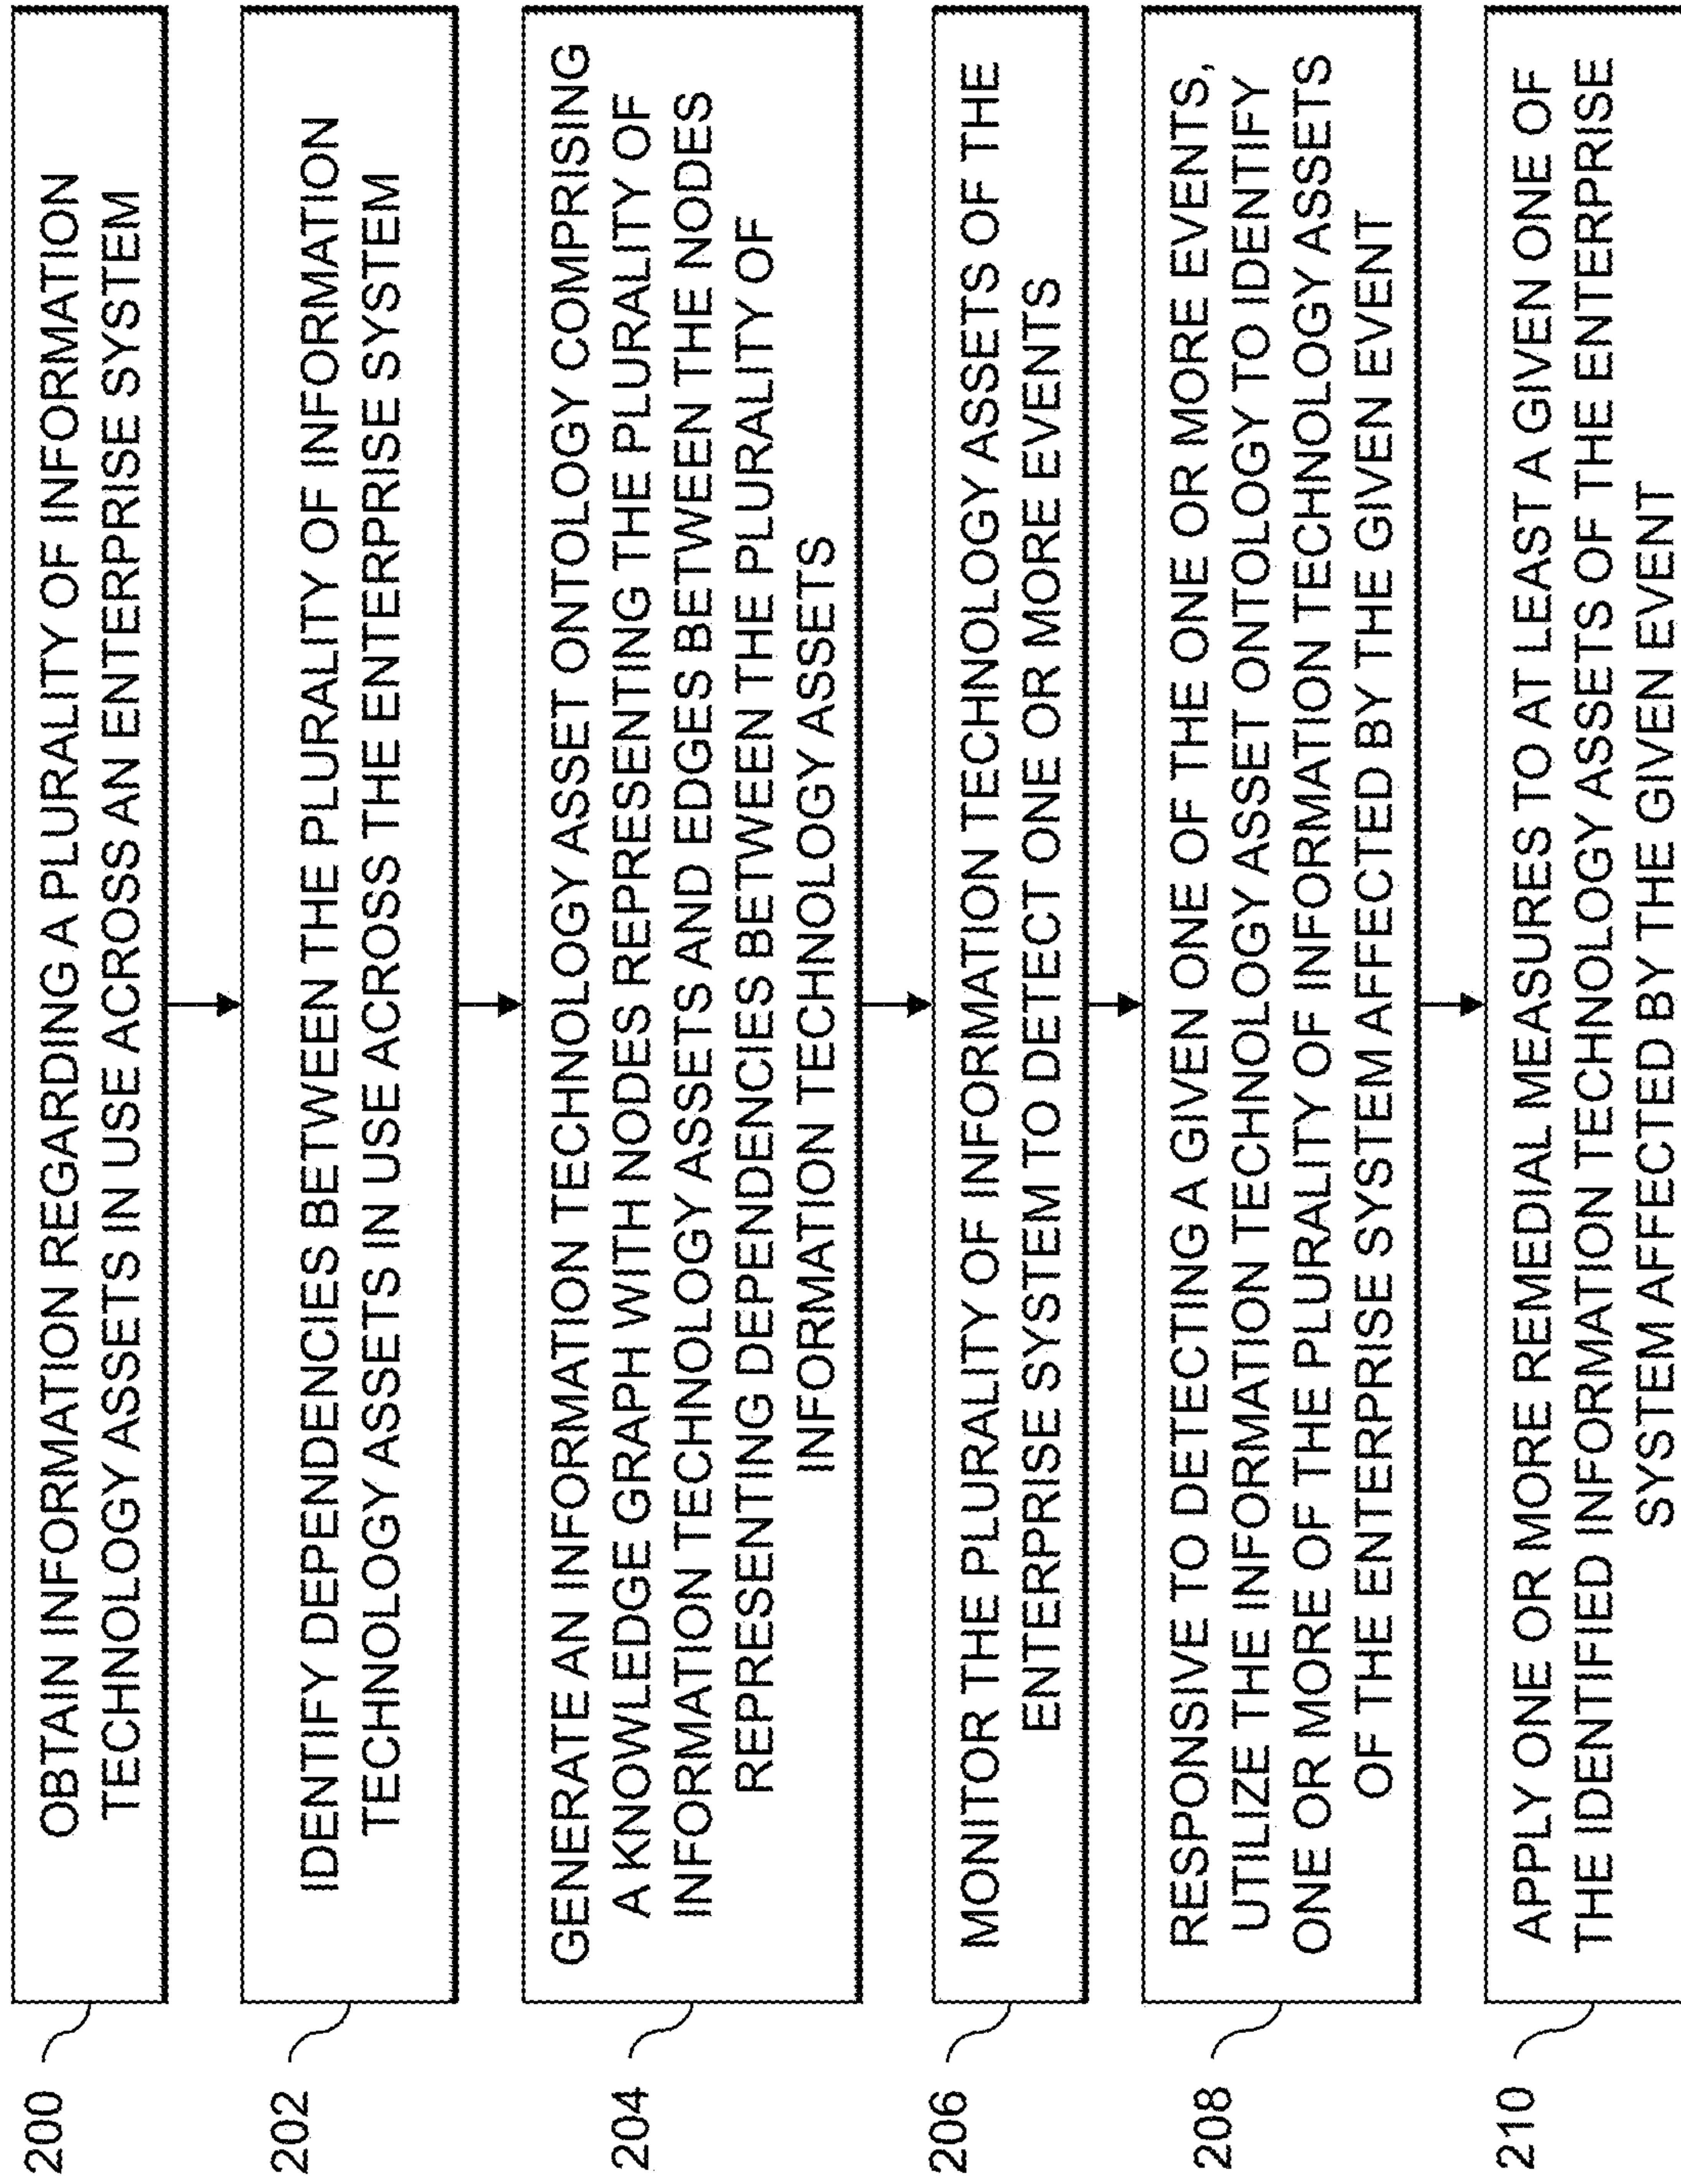 200
OBTAIN INFORMATION REGARDING A PLURALITY OF INFORMATION
TECHNOLOGY ASSETS IN USE ACROSS AN ENTERPRISE SYSTEM
202
IDENTIFY DEPENDENCIES BETWEEN THE PLURALITY OF INFORMATION
TECHNOLOGY ASSETS IN USE ACROSS THE ENTERPRISE SYSTEM
204
GENERATE AN INFORMATION TECHNOLOGY ASSET ONTOLOGY COMPRISING
A KNOWLEDGE GRAPH WITH NODES REPRESENTING THE PLURALITY OF
INFORMATION TECHNOLOGY ASSETS AND EDGES BETWEEN THE NODES
REPRESENTING DEPENDENCIES BETWEEN THE PLURALITY OF
INFORMATION TECHNOLOGY ASSETS
206
MONITOR THE PLURALITY OF INFORMATION TECHNOLOGY ASSETS OF THE
ENTERPRISE SYSTEM TO DETECT ONE OR MORE EVENTS
208
RESPONSIVE TO DETECTING A GIVEN ONE OF THE ONE OR MORE EVENTS,
UTILIZE THE INFORMATION TECHNOLOGY ASSET ONTOLOGY TO IDENTIFY
ONE OR MORE OF THE PLURALITY OF INFORMATION TECHNOLOGY ASSETS
OF THE ENTERPRISE SYSTEM AFFECTED BY THE GIVEN EVENT
210
APPLY ONE OR MORE REMEDIAL MEASURES TO AT LEAST A GIVEN ONE OF
THE IDENTIFIED INFORMATION TECHNOLOGY ASSETS OF THE ENTERPRISE
SYSTEM AFFECTED BY THE GIVEN EVENT